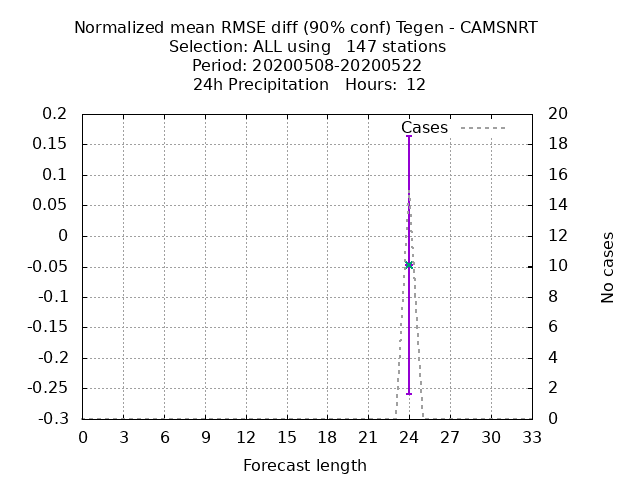 Normalized mean RMSE diff (90% conf) Tegen - CAMSNRT
Selection: ALL using   147 stations
Period: 20200508-20200522
24h Precipitation   Hours:  12
0.2
0.15
0.1
0.05
0
-0.05
-0.1
-0.15
-0.2
-0.25
-0.3
Cases
20
18
16
14
12
10
8
6
4
2
0
No cases
0 3 6 9 12 15 18 21 24 27 30 33
Forecast length